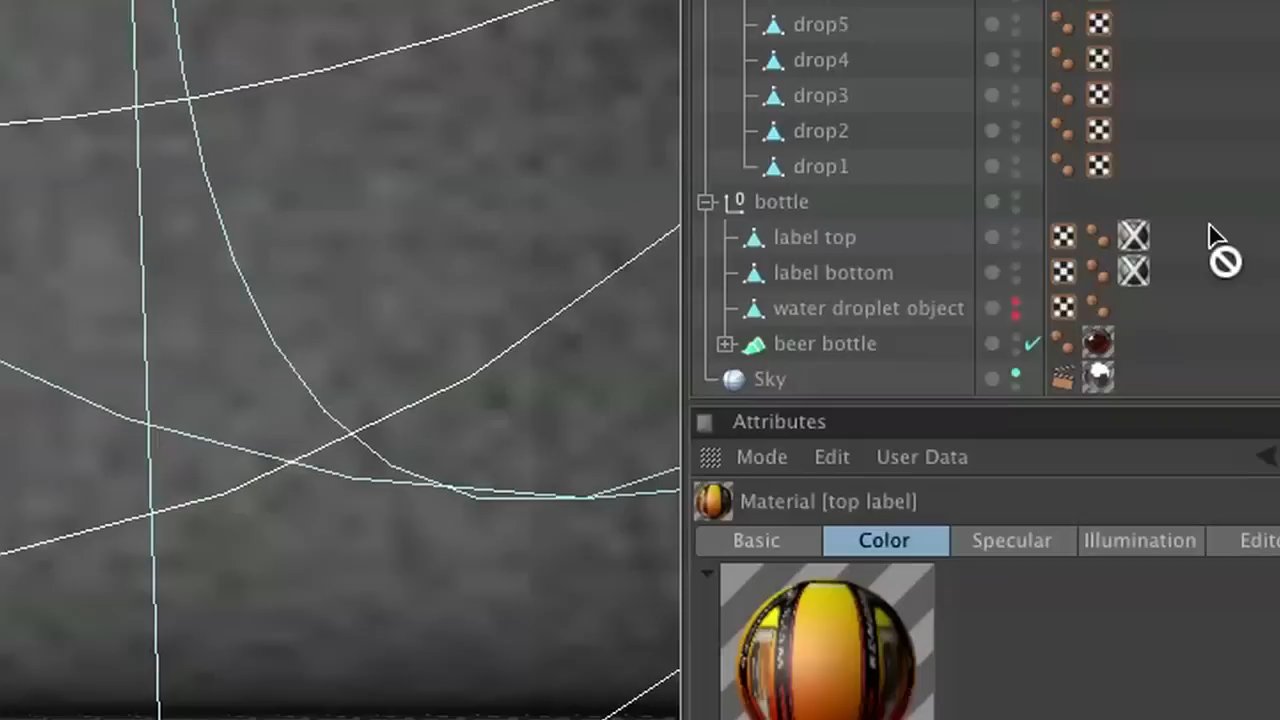 drop5
drop4
drop3
drop2
drop1
0 bottle
label top
label bottom
water droplet object
beer bottle
Sky
Attributes
Mode Edit User Data
Material [top label]
Basic Color Specular Illumination